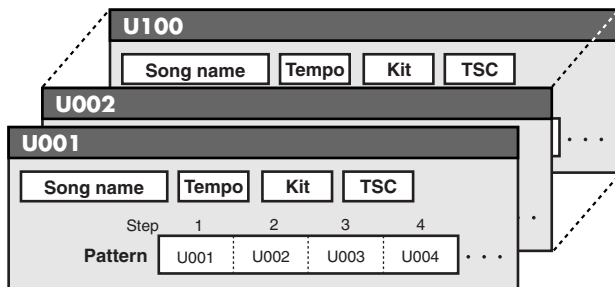 U100
Song name Tempo Kit TSC
U002
. . .
U001
Song name Tempo Kit TSC
Step 1 2 3 4
Pattern U001 U002 U003 U004 . . .